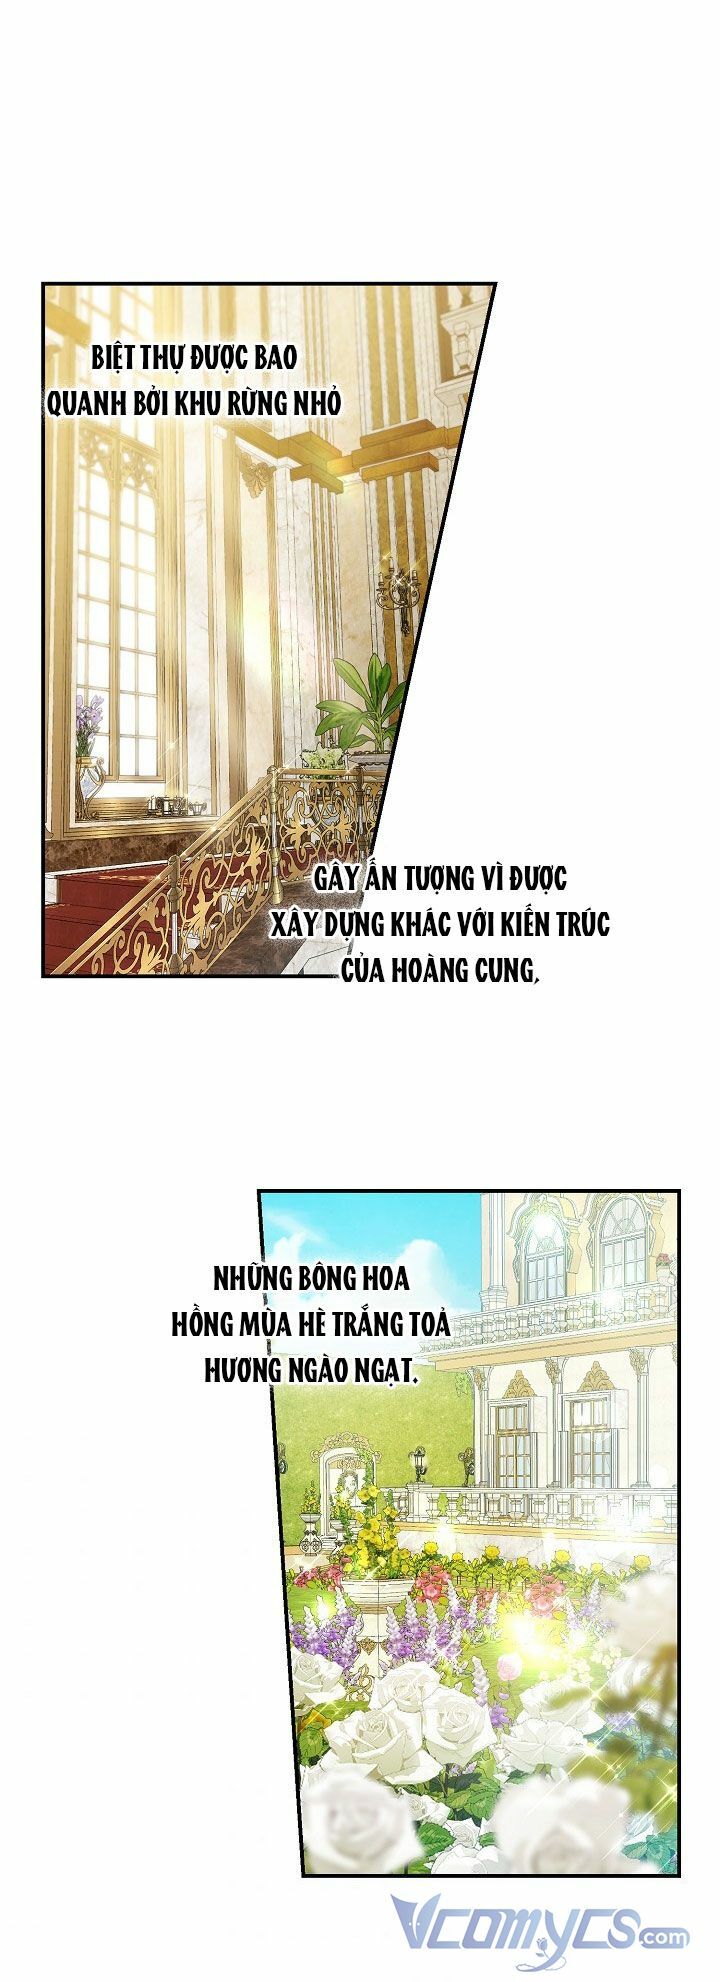 BIỆT THỰ ĐƯỢC BAO
QUANH BỞI KHU RỪNG NHỎ
GÂY ẤN TƯỢNG VÌ ĐƯỢC
XÂY DỰNG KHÁC VỚI KIẾN TRÚC
CỦA HOÀNG CUNG,
NHỮNG BÔNG HOA
HỒNG MÙA HÈ TRẮNG TOẢ
HƯƠNG NGÀO NGẠT.
VCOMYCS.com